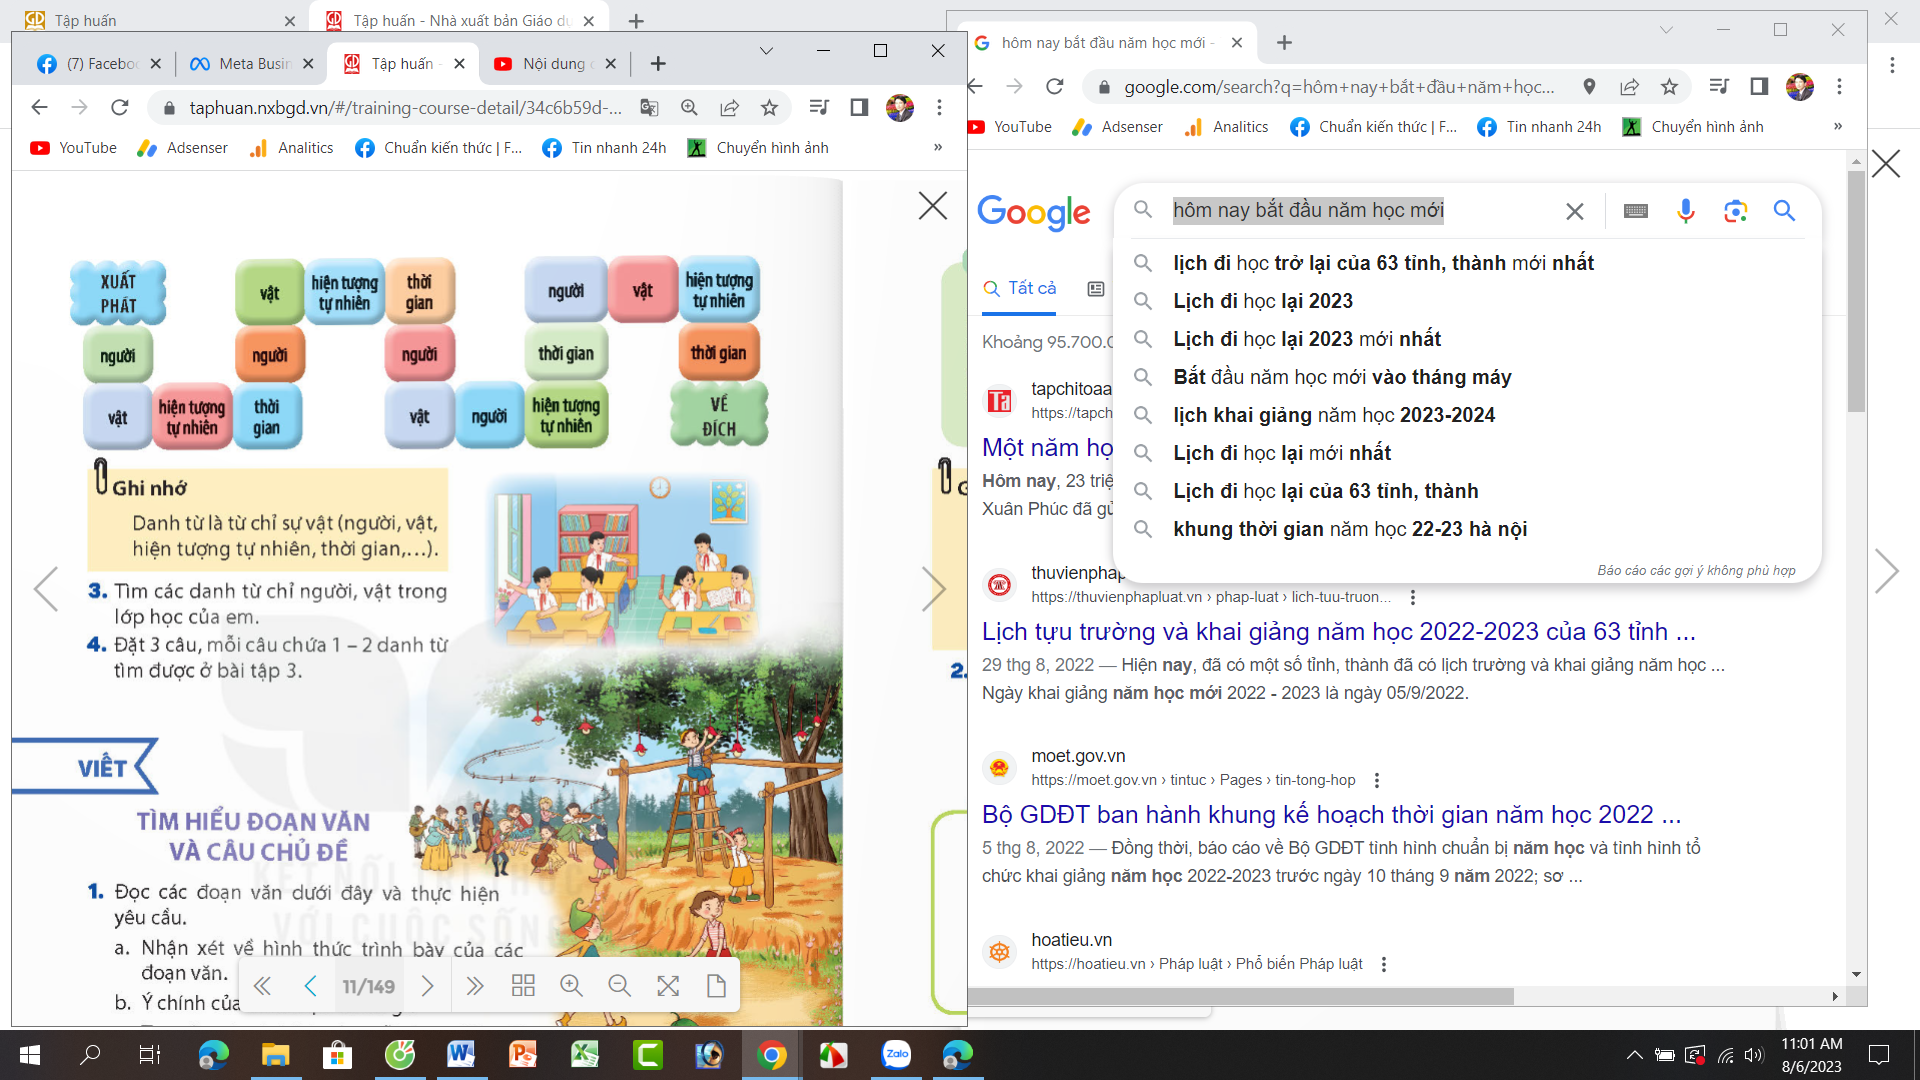 Tập huấn
Tập huấn - Nhà xuất bản Giáo dụ
(7) Faceboo
Meta Busin
Tập huấn -
Nội dung c
taphuan.nxbgd.vn/#/training-course-detail/34c6b59d-...
YouTube
Adsenser
Analitics
Chuẩn kiến thức | F...
Tin nhanh 24h
Chuyển hình ảnh
»
XUẤT
PHÁT
vật
hiện tượng
tự nhiên
thời
gian
người
vật
hiện tượng
tự nhiên
người
người
người
thời gian
thời gian
vật
hiện tượng
tự nhiên
thời
gian
vật
người
hiện tượng
tự nhiên
VỀ
ĐÍCH
Ghi nhớ
Danh từ là từ chỉ sự vật (người, vật,
hiện tượng tự nhiên, thời gian,...).
3. Tìm các danh từ chỉ người, vật trong
lớp học của em.
4. Đặt 3 câu, mỗi câu chứa 1 – 2 danh từ
tìm được ở bài tập 3.
2.
VIẾT
TÌM HIỂU ĐOẠN VĂN
VÀ CÂU CHỦ ĐỀ
1. Đọc các đoạn văn dưới đây và thực hiện
yêu cầu.
a. Nhận xét về hình thức trình bày của các
đoạn văn.
b. Ý chính của
11/149
hôm nay bắt đầu năm học mới -
google.com/search?q=hôm+nay+bắt+đầu+năm+học...
YouTube
Adsenser
Analitics
Chuẩn kiến thức | F...
Tin nhanh 24h
Chuyển hình ảnh
»
Google
hôm nay bắt đầu năm học mới
lịch đi học trở lại của 63 tỉnh, thành mới nhất
Lịch đi học lại 2023
Lịch đi học lại 2023 mới nhất
Bắt đầu năm học mới vào tháng máy
lịch khai giảng năm học 2023-2024
Lịch đi học lại mới nhất
Lịch đi học lại của 63 tỉnh, thành
khung thời gian năm học 22-23 hà nội
Báo cáo các gợi ý không phù hợp
Tất cả
Khoảng 95.700.0
tapchitoaa
https://tapch
Một năm họ
Hôm nay, 23 triệ
Xuân Phúc đã gử
thuvienphap
https://thuvienphapluat.vn › phap-luat › lich-tuu-truon...
Lịch tựu trường và khai giảng năm học 2022-2023 của 63 tỉnh ...
29 thg 8, 2022 — Hiện nay, đã có một số tỉnh, thành đã có lịch trường và khai giảng năm học ...
Ngày khai giảng năm học mới 2022 - 2023 là ngày 05/9/2022.
moet.gov.vn
https://moet.gov.vn › tintuc › Pages › tin-tong-hop
Bộ GDĐT ban hành khung kế hoạch thời gian năm học 2022 ...
5 thg 8, 2022 — Đồng thời, báo cáo về Bộ GDĐT tình hình chuẩn bị năm học và tình hình tổ
chức khai giảng năm học 2022-2023 trước ngày 10 tháng 9 năm 2022; sơ ...
hoatieu.vn
https://hoatieu.vn › Pháp luật › Phổ biến Pháp luật
Zalo
11:01 AM
8/6/2023